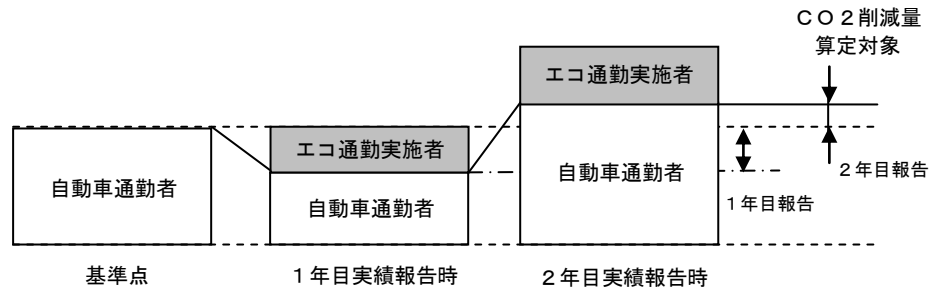 CO2削減量
算定対象
エコ通勤実施者
エコ通勤実施者
自動車通勤者
自動車通勤者
自動車通勤者
2年目報告
1年目報告
基準点
1年目実績報告時
2年目実績報告時